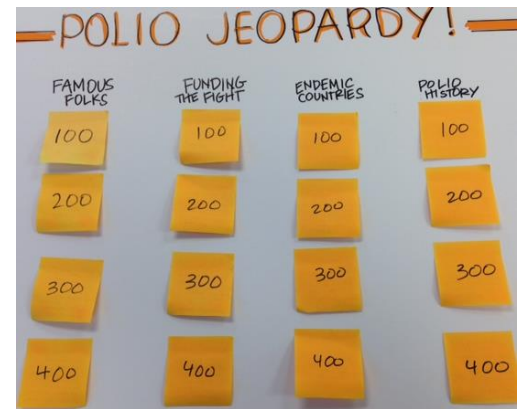 POLIO JEOPARDY!
FAMOUS FOLKS
FUNDING THE FIGHT
ENDEMIC COUNTRIES
POLIO HISTORY
100 100 100 100
200 200 200 200
300 300 300 300
400 400 400 400